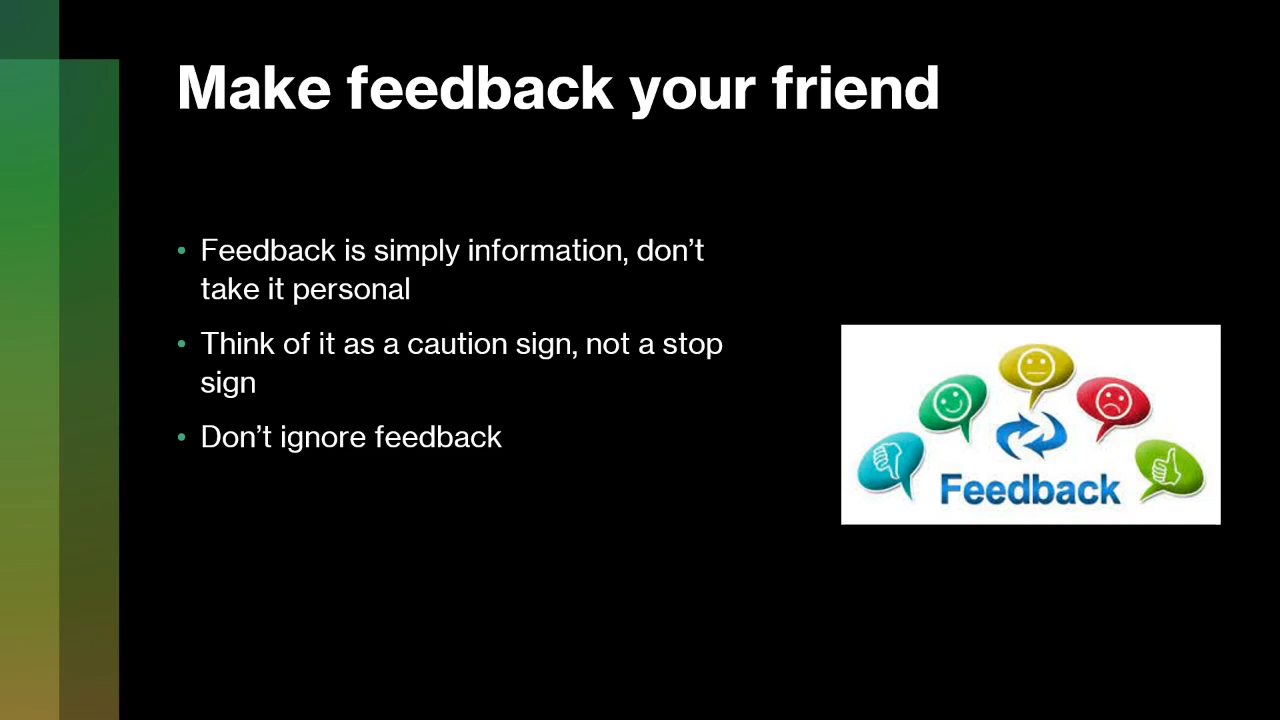 Make feedback your friend
• Feedback is simply information, don’t
take it personal
• Think of it as a caution sign, not a stop
sign
• Don’t ignore feedback
Feedback